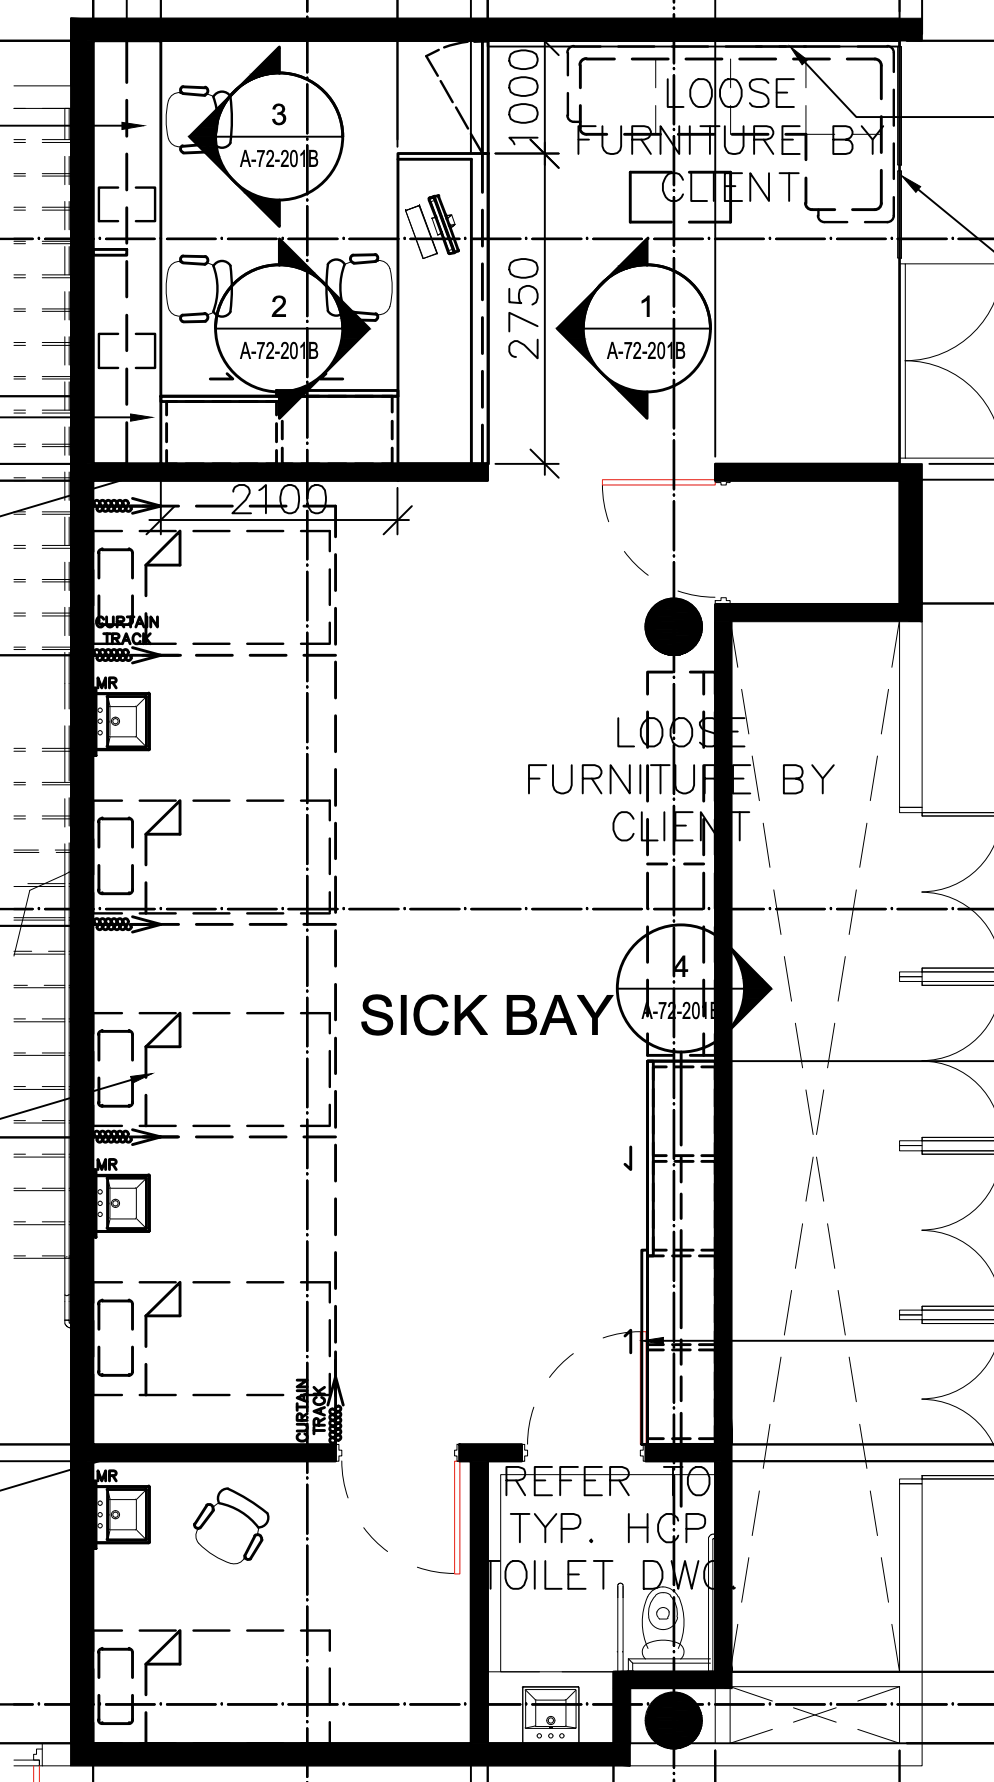 3
A-72-201B
1000
LOOSE
FURNITURE BY
CLIENT
2
A-72-201B
2750
1
A-72-201B
2100
CURTAIN
TRACK
MR
LOOSE
FURNITURE BY
CLIENT
4
A-72-201B
SICK BAY
MR
1
CURTAIN
TRACK
MR
REFER TO
TYP. HCP
TOILET DWG.